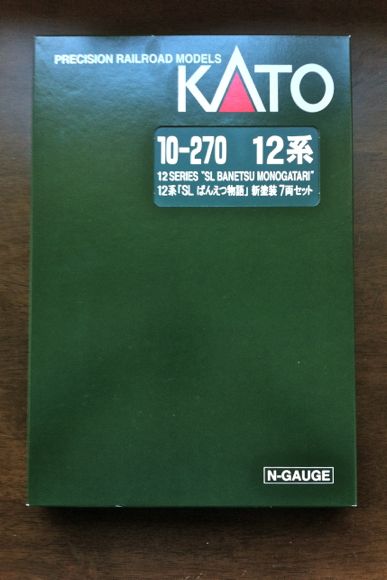 PRECISION RAILROAD MODELS
KATO
10-270 12系
12 SERIES "SL BANETSU MONOGATARI"
12系「SL ばんえつ物語」新塗装 7両セット
N-GAUGE